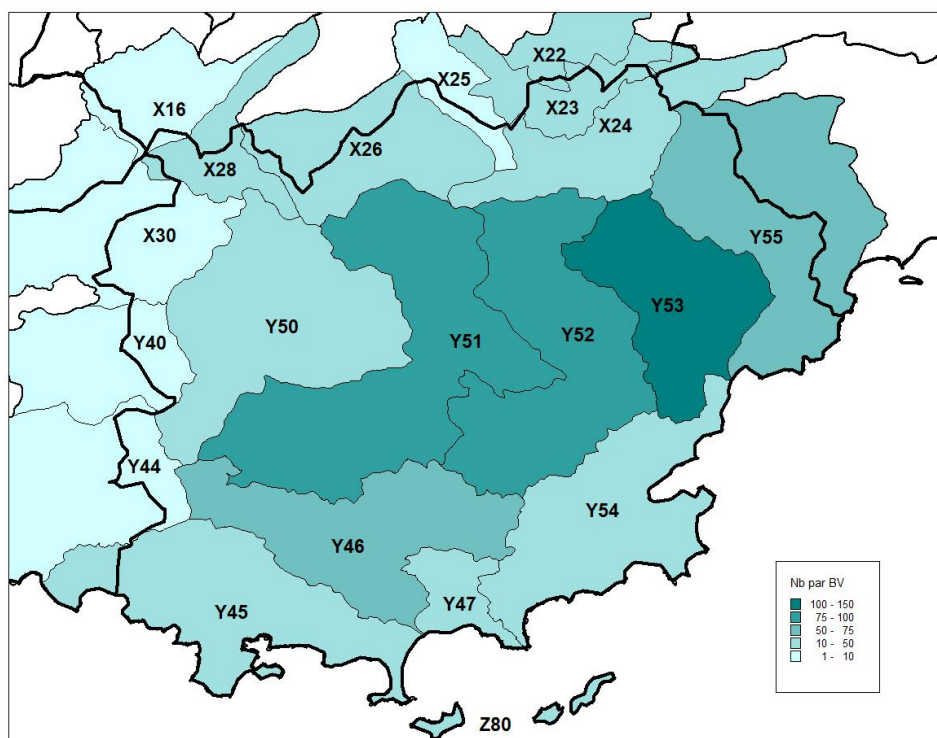 X22
X25
X16
X23
X24
X26
X28
Y55
X30
Y53
Y50
Y52
Y40
Y51
Y44
Y54
Y46
Y47
Y45
Z80
Nb par BV
100 - 150
75 - 100
50 - 75
10 - 50
1 - 10